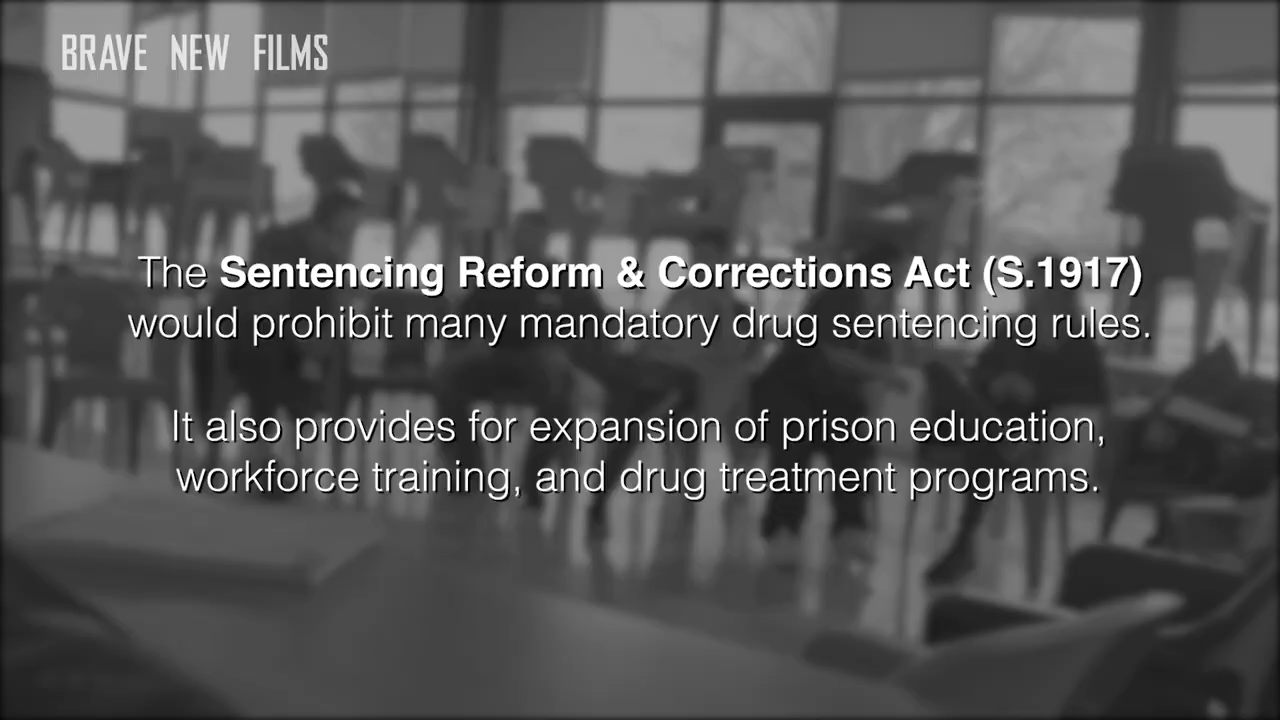 BRAVE NEW FILMS
The Sentencing Reform & Corrections Act (S.1917)
would prohibit many mandatory drug sentencing rules.
It also provides for expansion of prison education,
workforce training, and drug treatment programs.